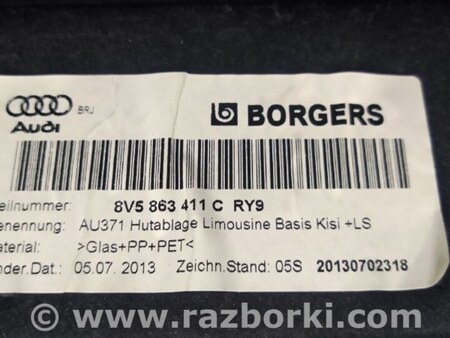 BRJ
Audi
BORGERS
eilnummer: 8V5 863 411 C RY9
enennung: AU371 Hutablage Limousine Basis Kisi +LS
aterial: >Glas+PP+PET<
nder.Dat.: 05.07. 2013 Zeichn.Stand: 05S 20130702318
© www.razborki.com